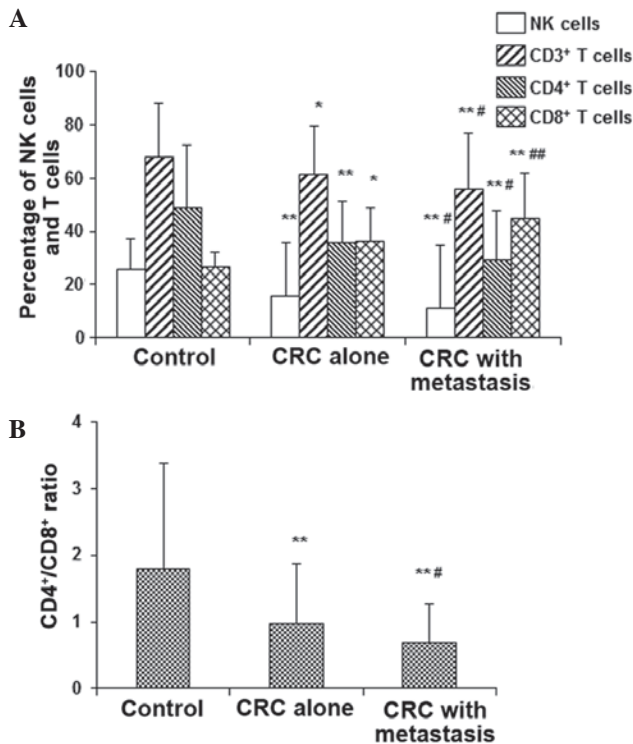 A
NK cells
CD3⁺ T cells
CD4⁺ T cells
CD8⁺ T cells
Percentage of NK cells
and T cells
100
80
60
40
20
0
*
**
**
*
** #
** #
** #
** ##
Control
CRC alone
CRC with
metastasis
B
CD4⁺/CD8⁺ ratio
4
3
2
1
0
**
** #
Control
CRC alone
CRC with
metastasis